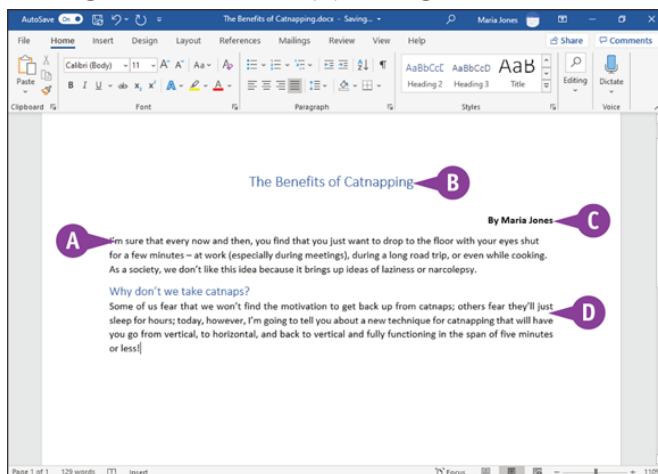 AutoSave On The Benefits of Catnapping.docx - Saving... Maria Jones
File Home Insert Design Layout References Mailings Review View Help Share Comments
Calibri (Body) 11 A A Aa A AaBbCcE AaBbCcD AaB
Paste B I U ab x, x² A A Heading 2 Heading 3 Title Editing Dictate
Clipboard Font Paragraph Styles Voice
The Benefits of Catnapping B
By Maria Jones C
A I'm sure that every now and then, you find that you just want to drop to the floor with your eyes shut
for a few minutes – at work (especially during meetings), during a long road trip, or even while cooking.
As a society, we don't like this idea because it brings up ideas of laziness or narcolepsy.
Why don't we take catnaps?
Some of us fear that we won't find the motivation to get back up from catnaps; others fear they'll just
sleep for hours; today, however, I'm going to tell you about a new technique for catnapping that will have D
you go from vertical, to horizontal, and back to vertical and fully functioning in the span of five minutes
or less!
Page 1 of 1 129 words Insert Focus 110%